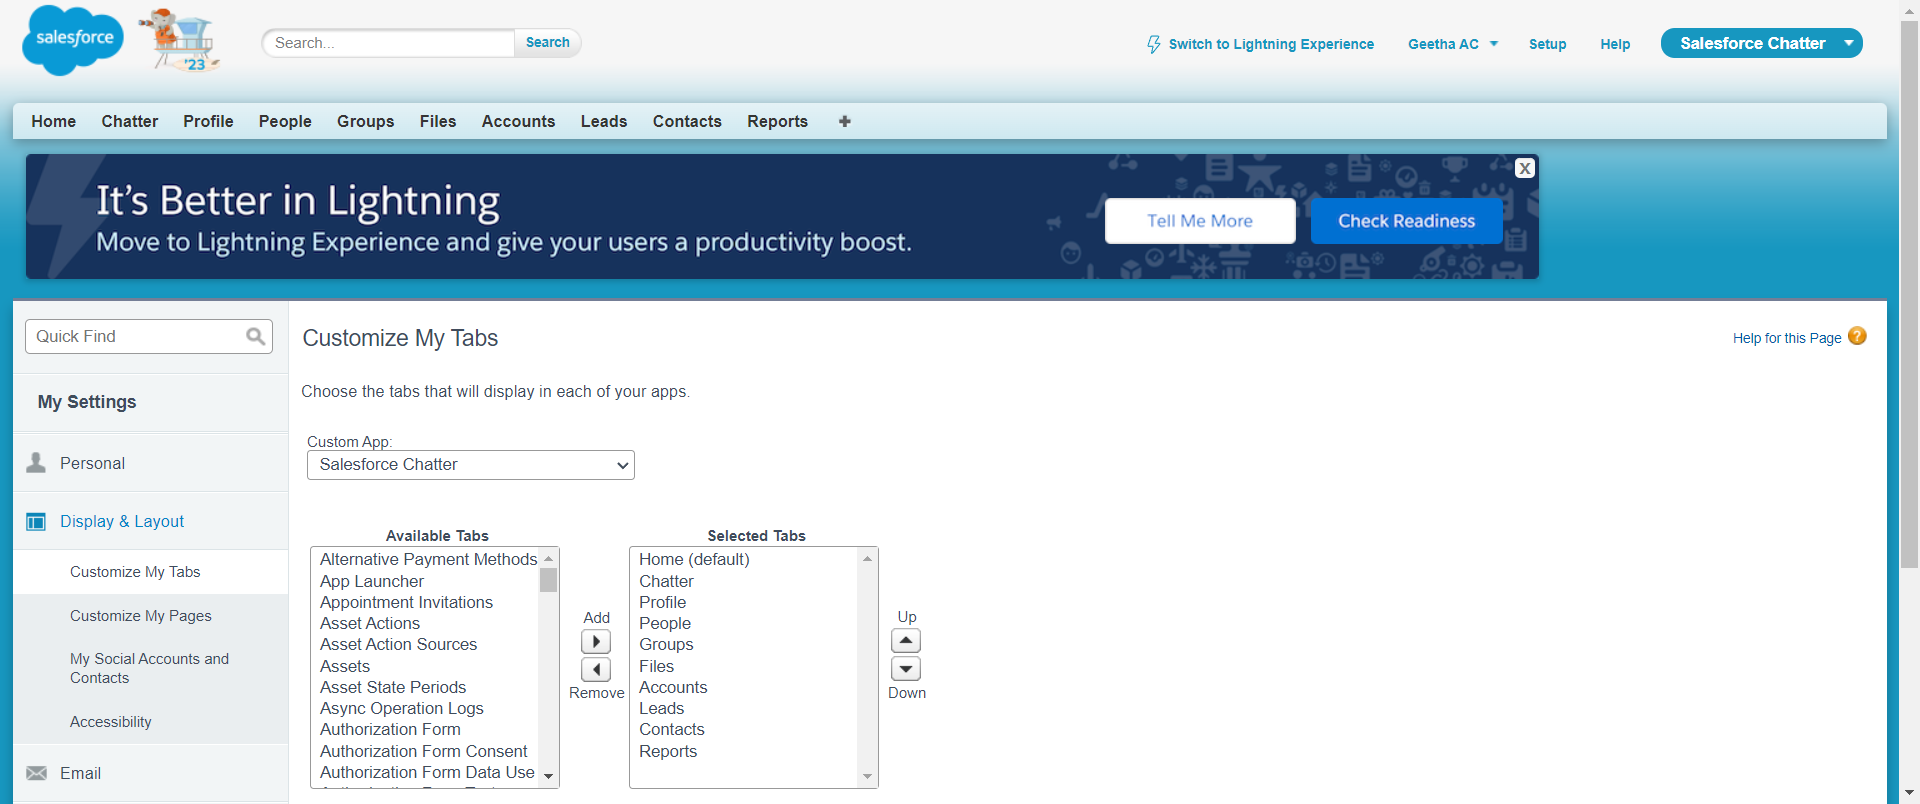 salesforce
'23
Search...
Search
Switch to Lightning Experience
Geetha AC
Setup
Help
Salesforce Chatter
Home
Chatter
Profile
People
Groups
Files
Accounts
Leads
Contacts
Reports
+
It's Better in Lightning
Move to Lightning Experience and give your users a productivity boost.
Tell Me More
Check Readiness
X
Quick Find
My Settings
Personal
Display & Layout
Customize My Tabs
Customize My Pages
My Social Accounts and
Contacts
Accessibility
Email
Customize My Tabs
Help for this Page
?
Choose the tabs that will display in each of your apps.
Custom App:
Salesforce Chatter
Available Tabs
Alternative Payment Methods
App Launcher
Appointment Invitations
Asset Actions
Asset Action Sources
Assets
Asset State Periods
Async Operation Logs
Authorization Form
Authorization Form Consent
Authorization Form Data Use
Add
Remove
Selected Tabs
Home (default)
Chatter
Profile
People
Groups
Files
Accounts
Leads
Contacts
Reports
Up
Down